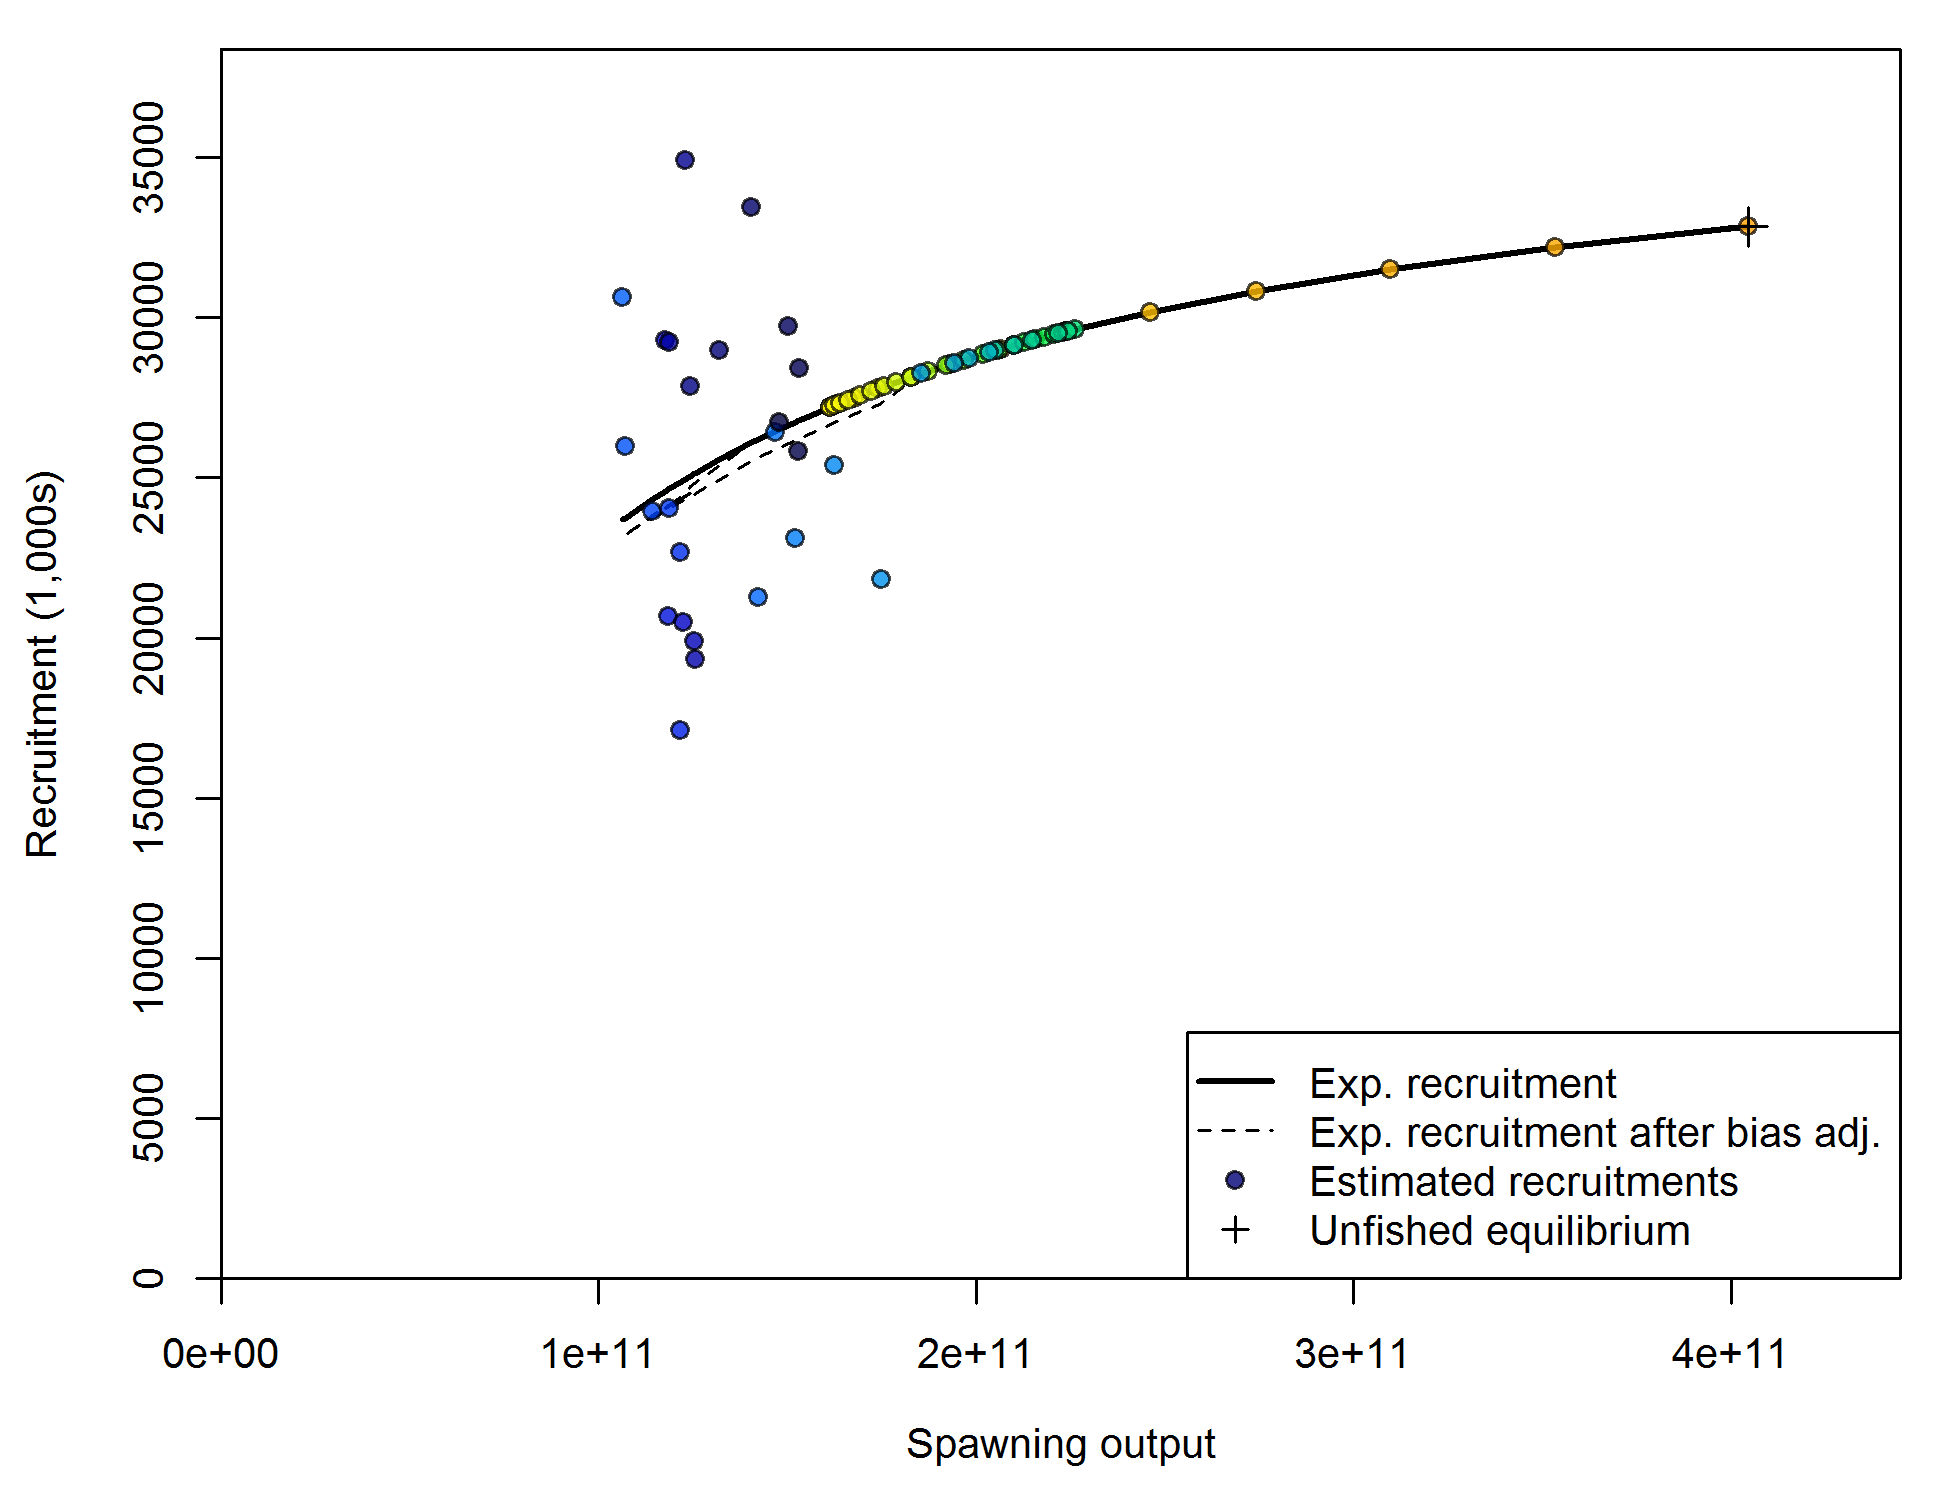 Recruitment (1,000s)
35000
30000
25000
20000
15000
10000
5000
0
Exp. recruitment
Exp. recruitment after bias adj.
Estimated recruitments
Unfished equilibrium
0e+00 1e+11 2e+11 3e+11 4e+11
Spawning output